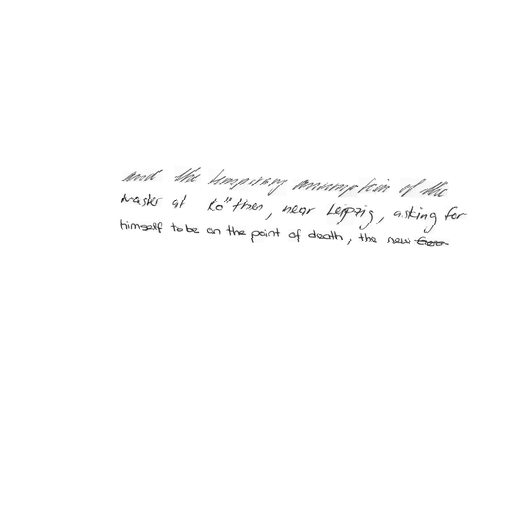 and the temporary assumption of the
master at Ko"then, near Leipzig, asking for
himself to be on the point of death, the new